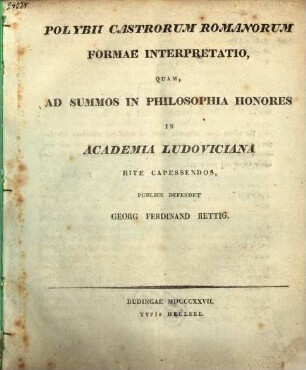 POLYBII CASTRORUM ROMANORUM
FORMAE INTERPRETATIO,
QUAM,
AD SUMMOS IN PHILOSOPHIA HONORES
IN
ACADEMIA LUDOVICIANA
RITE CAPESSENDOS,
PUBLICE DEFENDET
GEORG FERDINAND RETTIG.
BUDINGAE MDCCCXXVII.
TYPIS HELLERI.